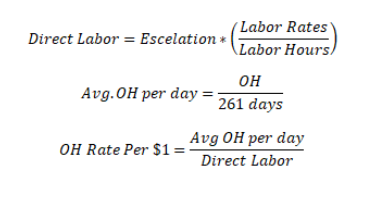 Direct Labor = Escelation * (Labor Rates / Labor Hours)
Avg. OH per day = OH / 261 days
OH Rate Per $1 = Avg OH per day / Direct Labor